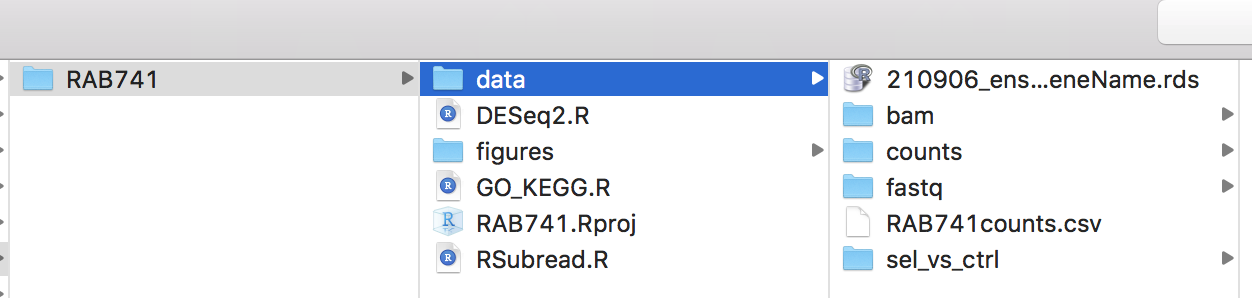 RAB741
data
DESeq2.R
figures
GO_KEGG.R
RAB741.Rproj
RSubread.R
210906_ens...eneName.rds
bam
counts
fastq
RAB741counts.csv
sel_vs_ctrl